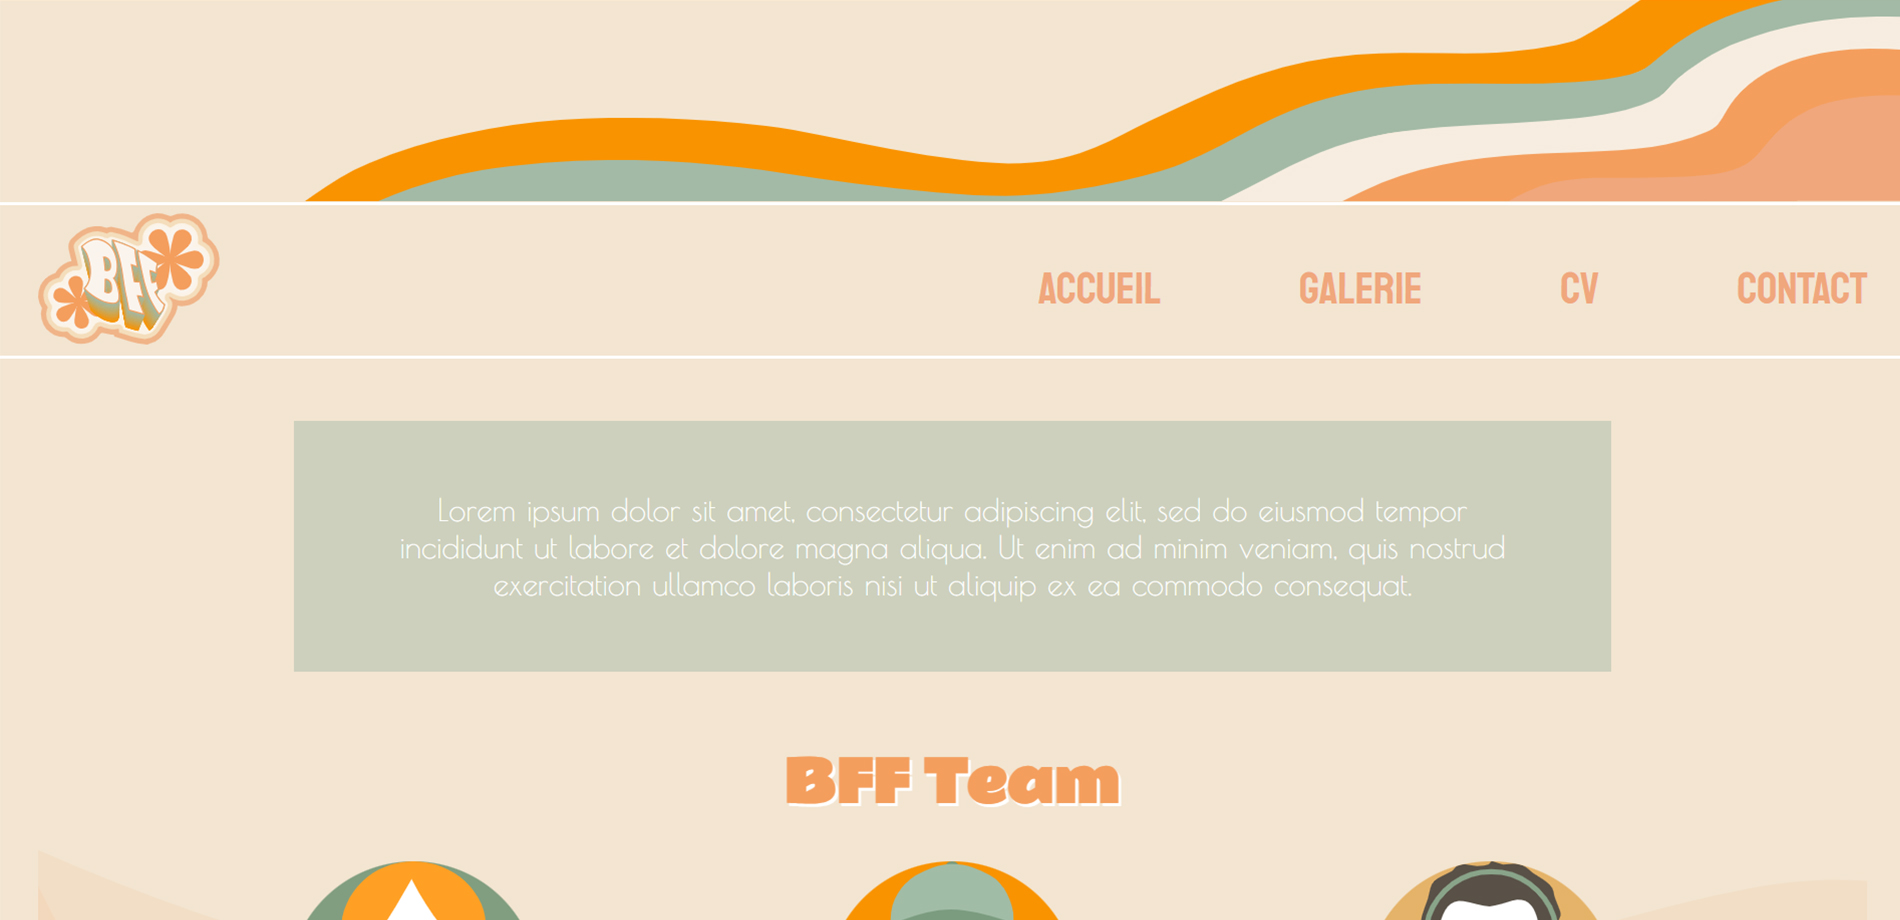 BFF
ACCUEIL GALERIE CV CONTACT
Lorem ipsum dolor sit amet, consectetur adipiscing elit, sed do eiusmod tempor
incididunt ut labore et dolore magna aliqua. Ut enim ad minim veniam, quis nostrud
exercitation ullamco laboris nisi ut aliquip ex ea commodo consequat.
BFF Team